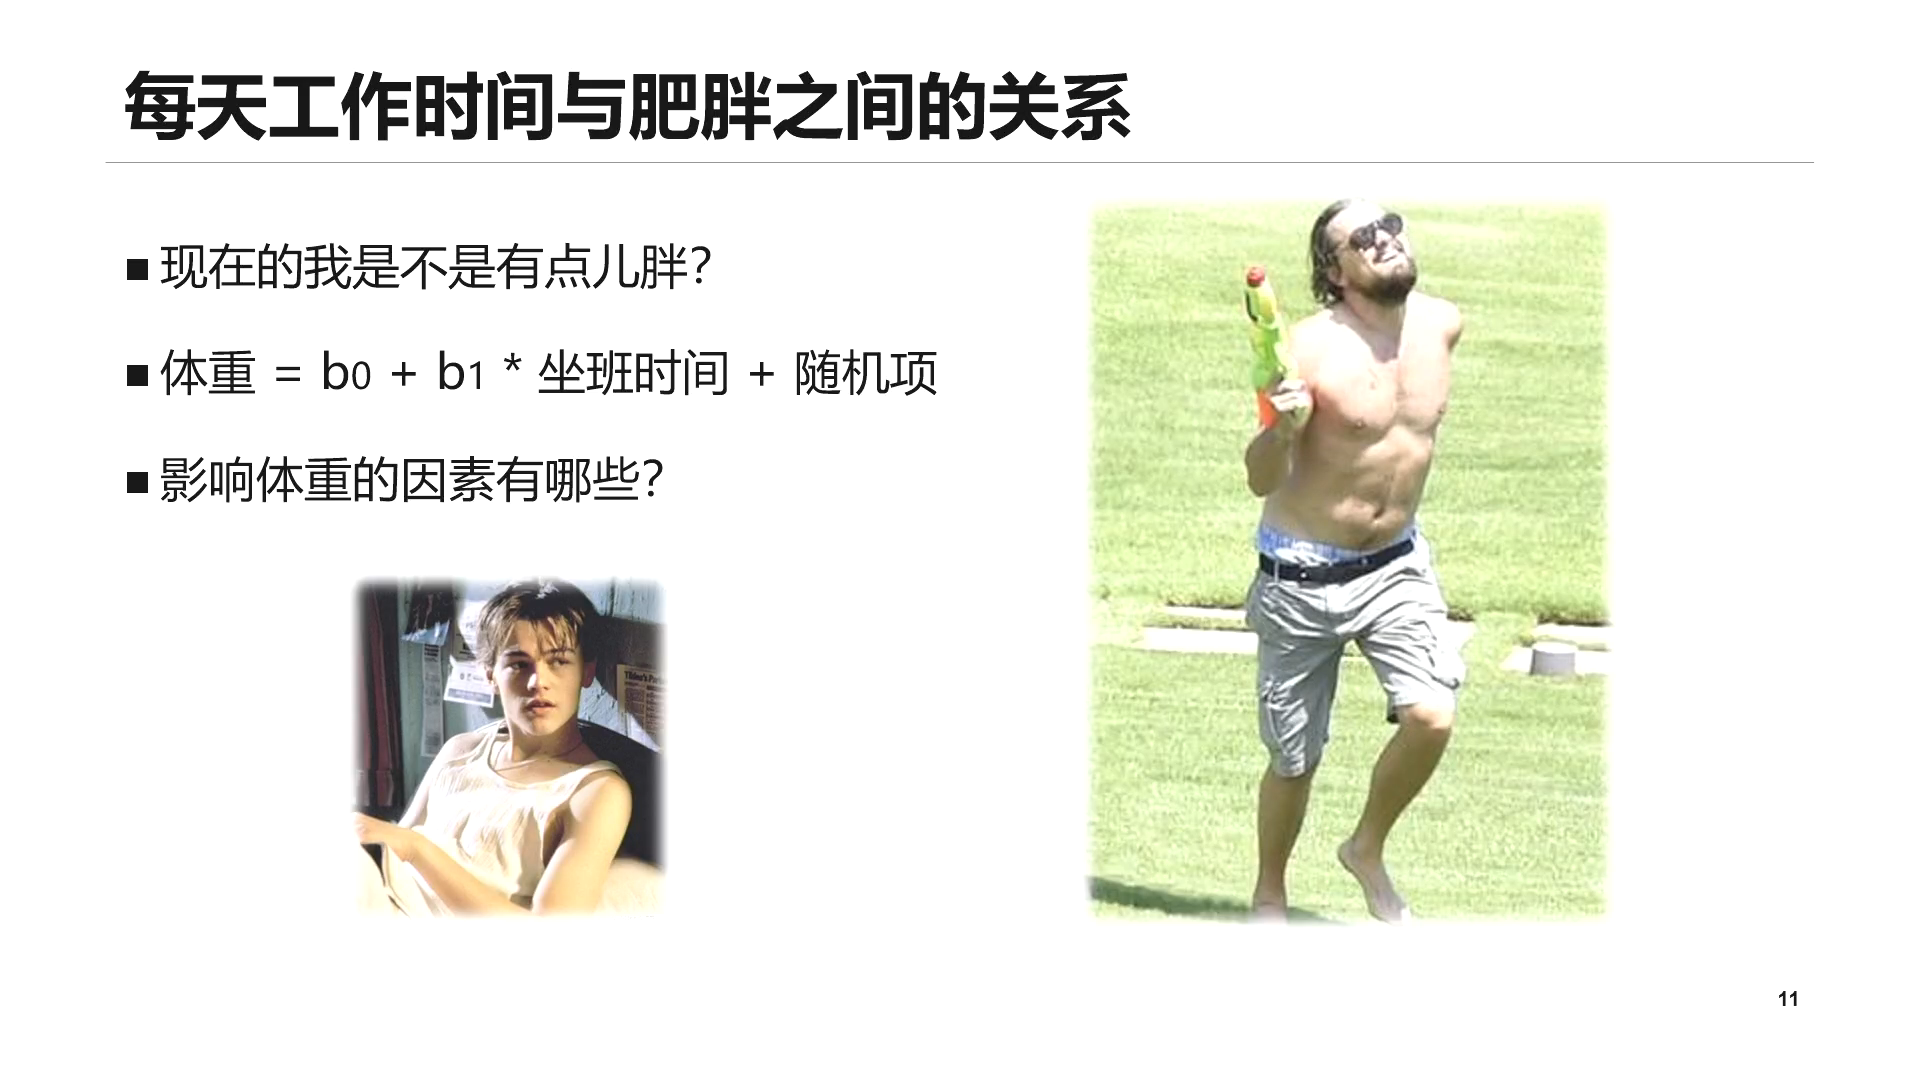 每天工作时间与肥胖之间的关系
■ 现在的我是不是有点儿胖？
■ 体重 = b0 + b1 * 坐班时间 + 随机项
■ 影响体重的因素有哪些？
11